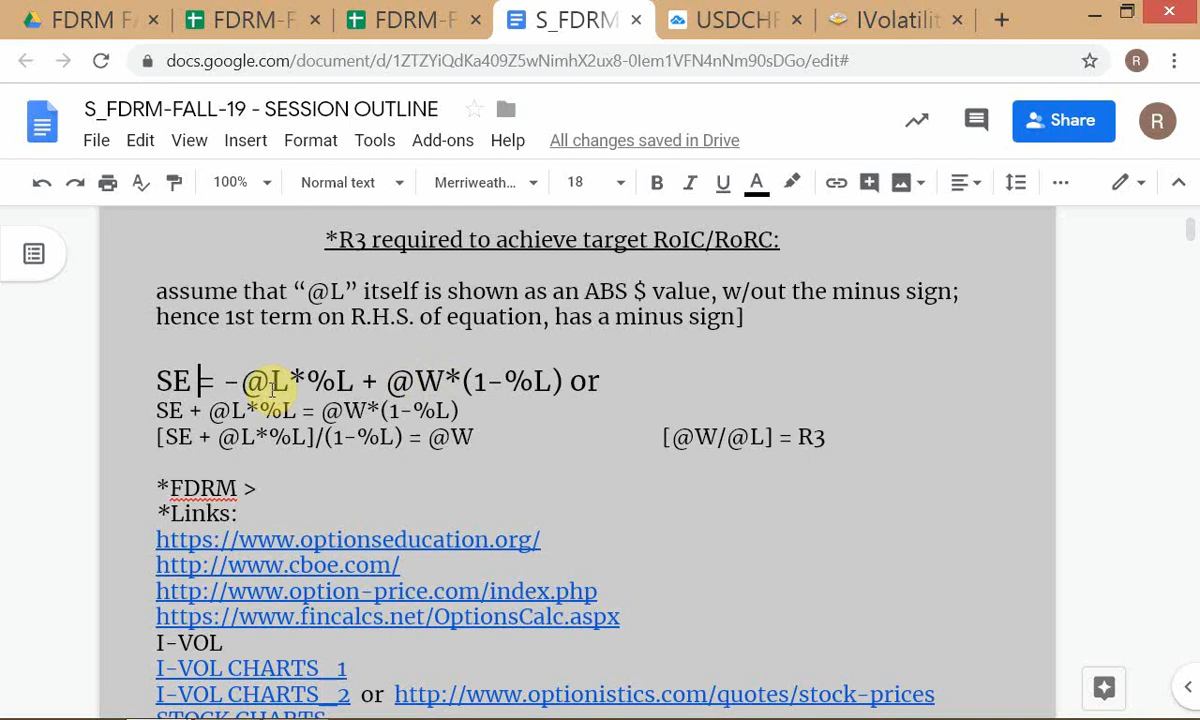 FDRM F
FDRM-F
FDRM-F
S_FDRM
USDCHF
IVolatilit
docs.google.com/document/d/1ZTZYiQdKa409Z5wNimhX2ux8-0Iem1VFN4nNm90sDGo/edit#
R
S_FDRM-FALL-19 - SESSION OUTLINE
Share
R
File Edit View Insert Format Tools Add-ons Help All changes saved in Drive
100% Normal text Merriweath... 18 B I U A
*R3 required to achieve target RoIC/RoRC:
assume that “@L” itself is shown as an ABS $ value, w/out the minus sign;
hence 1st term on R.H.S. of equation, has a minus sign]
SE = -@L*%L + @W*(1-%L) or
SE + @L*%L = @W*(1-%L)
[SE + @L*%L]/(1-%L) = @W [@W/@L] = R3
*FDRM >
*Links:
https://www.optionseducation.org/
http://www.cboe.com/
http://www.option-price.com/index.php
https://www.fincalcs.net/OptionsCalc.aspx
I-VOL
I-VOL CHARTS_1
I-VOL CHARTS_2 or http://www.optionistics.com/quotes/stock-prices
STOCK CHARTS